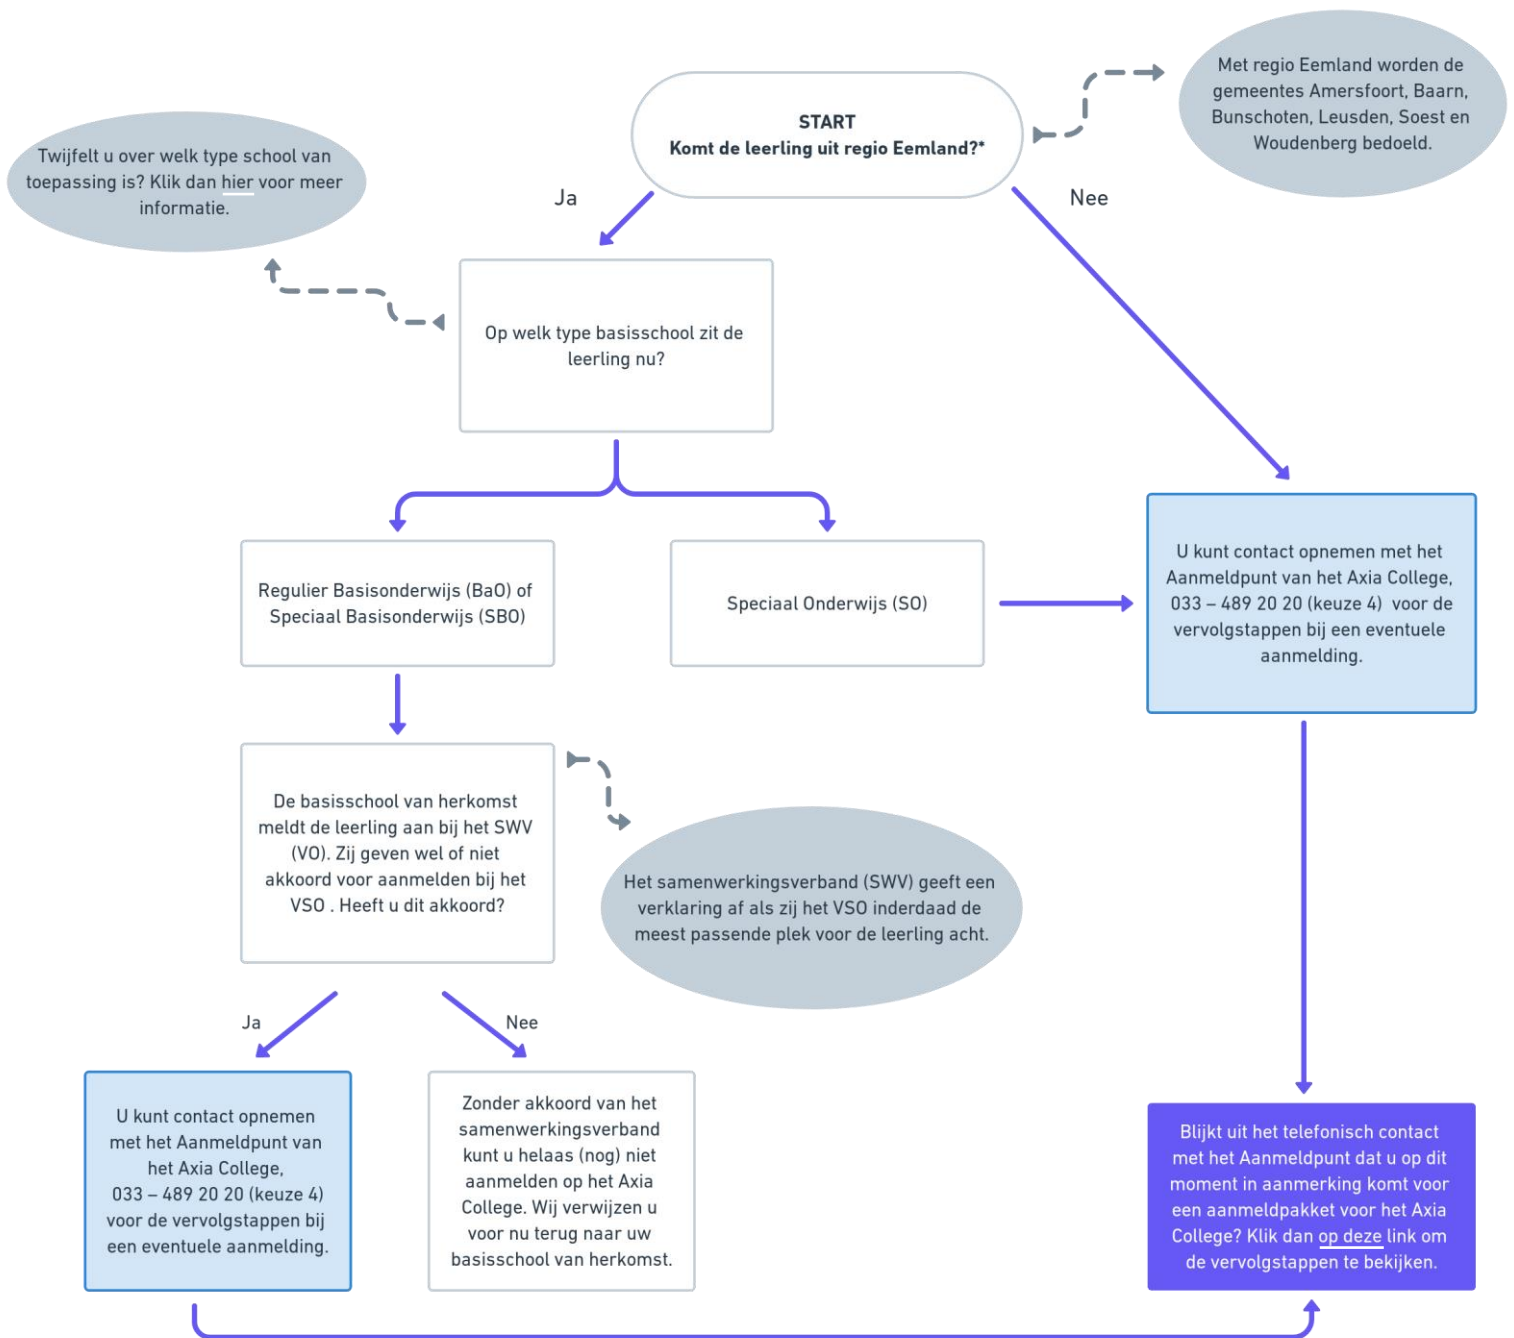 START
Komt de leerling uit regio Eemland?*
Met regio Eemland worden de
gemeentes Amersfoort, Baarn,
Bunschoten, Leusden, Soest en
Woudenberg bedoeld.
Twijfelt u over welk type school van
toepassing is? Klik dan hier voor meer
informatie.
Ja
Nee
Op welk type basisschool zit de
leerling nu?
Regulier Basisonderwijs (BaO) of
Speciaal Basisonderwijs (SBO)
Speciaal Onderwijs (SO)
U kunt contact opnemen met het
Aanmeldpunt van het Axia College,
033 – 489 20 20 (keuze 4) voor de
vervolgstappen bij een eventuele
aanmelding.
De basisschool van herkomst
meldt de leerling aan bij het SWV
(VO). Zij geven wel of niet
akkoord voor aanmelden bij het
VSO . Heeft u dit akkoord?
Het samenwerkingsverband (SWV) geeft een
verklaring af als zij het VSO inderdaad de
meest passende plek voor de leerling acht.
Ja
Nee
U kunt contact opnemen
met het Aanmeldpunt van
het Axia College,
033 – 489 20 20 (keuze 4)
voor de vervolgstappen bij
een eventuele aanmelding.
Zonder akkoord van het
samenwerkingsverband
kunt u helaas (nog) niet
aanmelden op het Axia
College. Wij verwijzen u
voor nu terug naar uw
basisschool van herkomst.
Blijkt uit het telefonisch contact
met het Aanmeldpunt dat u op dit
moment in aanmerking komt voor
een aanmeldpakket voor het Axia
College? Klik dan op deze link om
de vervolgstappen te bekijken.